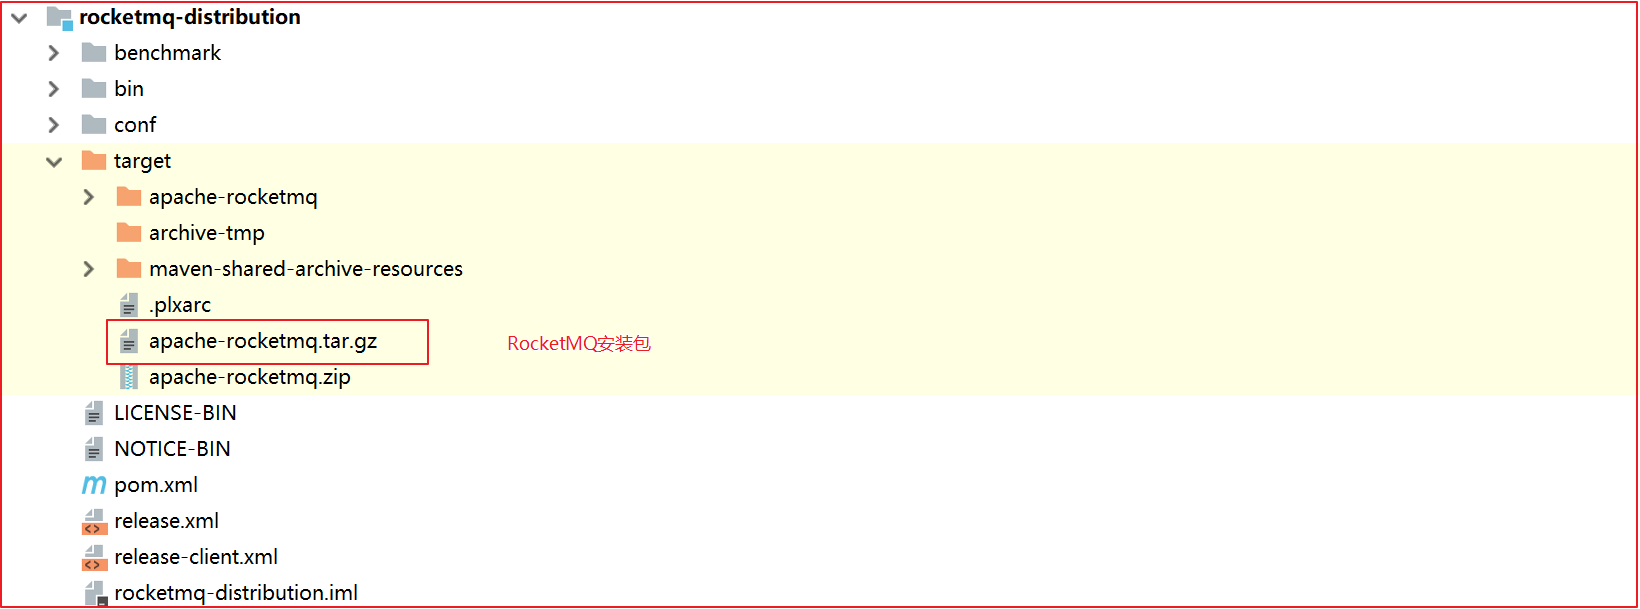 rocketmq-distribution
benchmark
bin
conf
target
apache-rocketmq
archive-tmp
maven-shared-archive-resources
.plxarc
apache-rocketmq.tar.gz RocketMQ安装包
apache-rocketmq.zip
LICENSE-BIN
NOTICE-BIN
pom.xml
release.xml
release-client.xml
rocketmq-distribution.iml